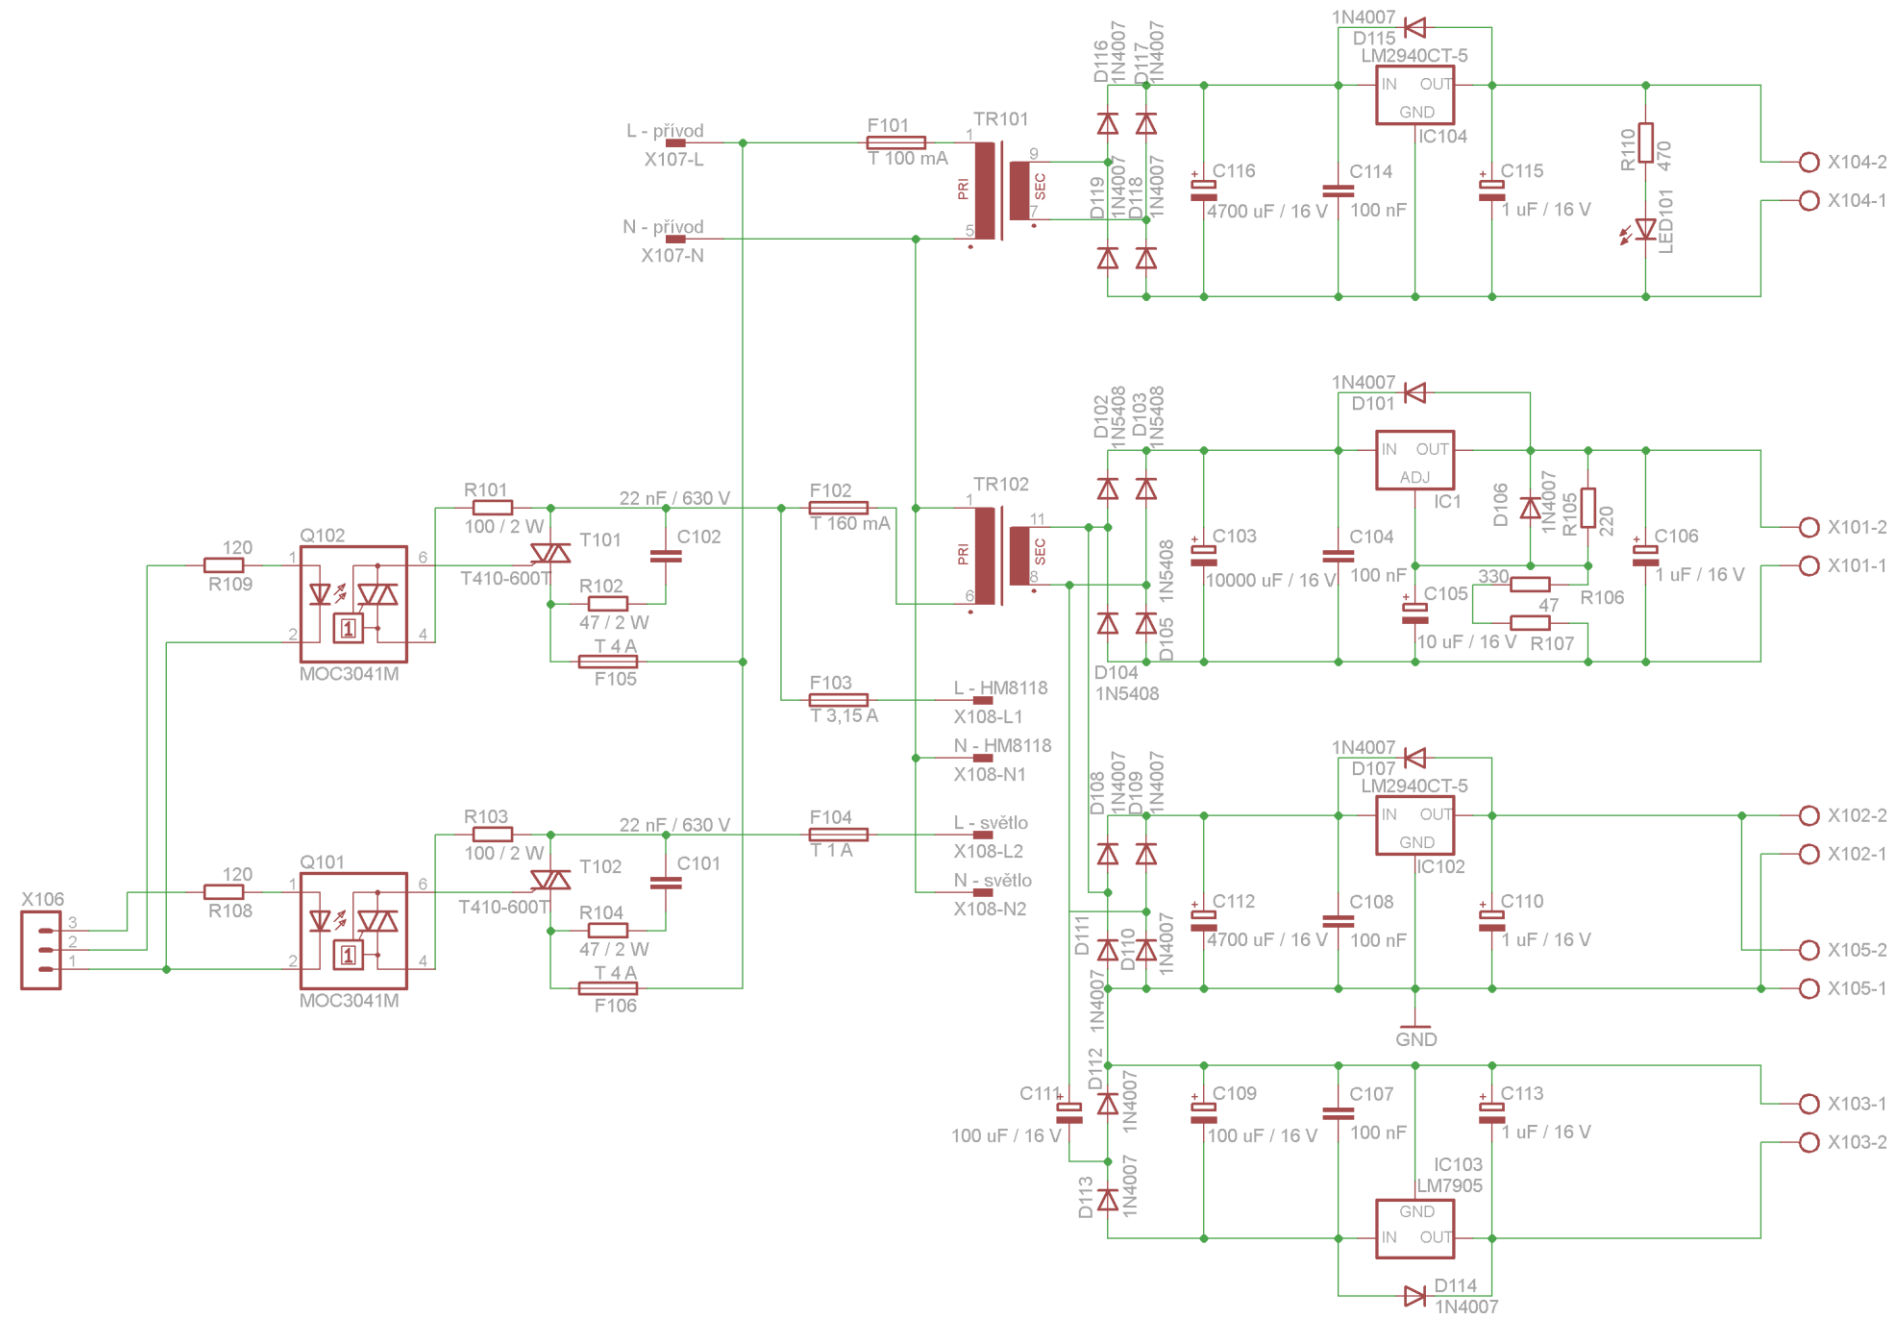 1N4007
D115
LM2940CT-5
IN OUT
GND
IC104
D116
1N4007
D117
1N4007
D119
1N4007
D118
1N4007
L - přívod
X107-L
F101
T 100 mA
TR101
1
5
PRI
SEC
9
7
N - přívod
X107-N
+
C116
4700 uF / 16 V
C114
100 nF
+
C115
1 uF / 16 V
R110
470
LED101
X104-2
X104-1
1N4007
D101
IN OUT
ADJ
IC1
D102
1N5408
D103
1N5408
1N5408
D105
D104
1N5408
TR102
1
6
PRI
SEC
11
8
F102
T 160 mA
+
C103
10000 uF / 16 V
C104
100 nF
+
C105
10 uF / 16 V
D106
1N4007
R105
220
330
R106
47
R107
+
C106
1 uF / 16 V
X101-2
X101-1
R101
100 / 2 W
22 nF / 630 V
C102
T101
T410-600T
R102
47 / 2 W
T 4 A
F105
Q102
1
2
6
4
1
MOC3041M
120
R109
F103
T 3,15 A
L - HM8118
X108-L1
N - HM8118
X108-N1
R103
100 / 2 W
22 nF / 630 V
C101
T102
T410-600T
R104
47 / 2 W
T 4 A
F106
F104
T 1 A
L - světlo
X108-L2
N - světlo
X108-N2
Q101
1
2
6
4
1
MOC3041M
120
R108
X106
3
2
1
1N4007
D107
LM2940CT-5
IN OUT
GND
IC102
D108
1N4007
D109
1N4007
D111
1N4007
D110
1N4007
+
C112
4700 uF / 16 V
C108
100 nF
+
C110
1 uF / 16 V
GND
X102-2
X102-1
X105-2
X105-1
D112
1N4007
C111
+
100 uF / 16 V
D113
1N4007
+
C109
100 uF / 16 V
C107
100 nF
+
C113
1 uF / 16 V
IC103
LM7905
GND
IN OUT
D114
1N4007
X103-1
X103-2